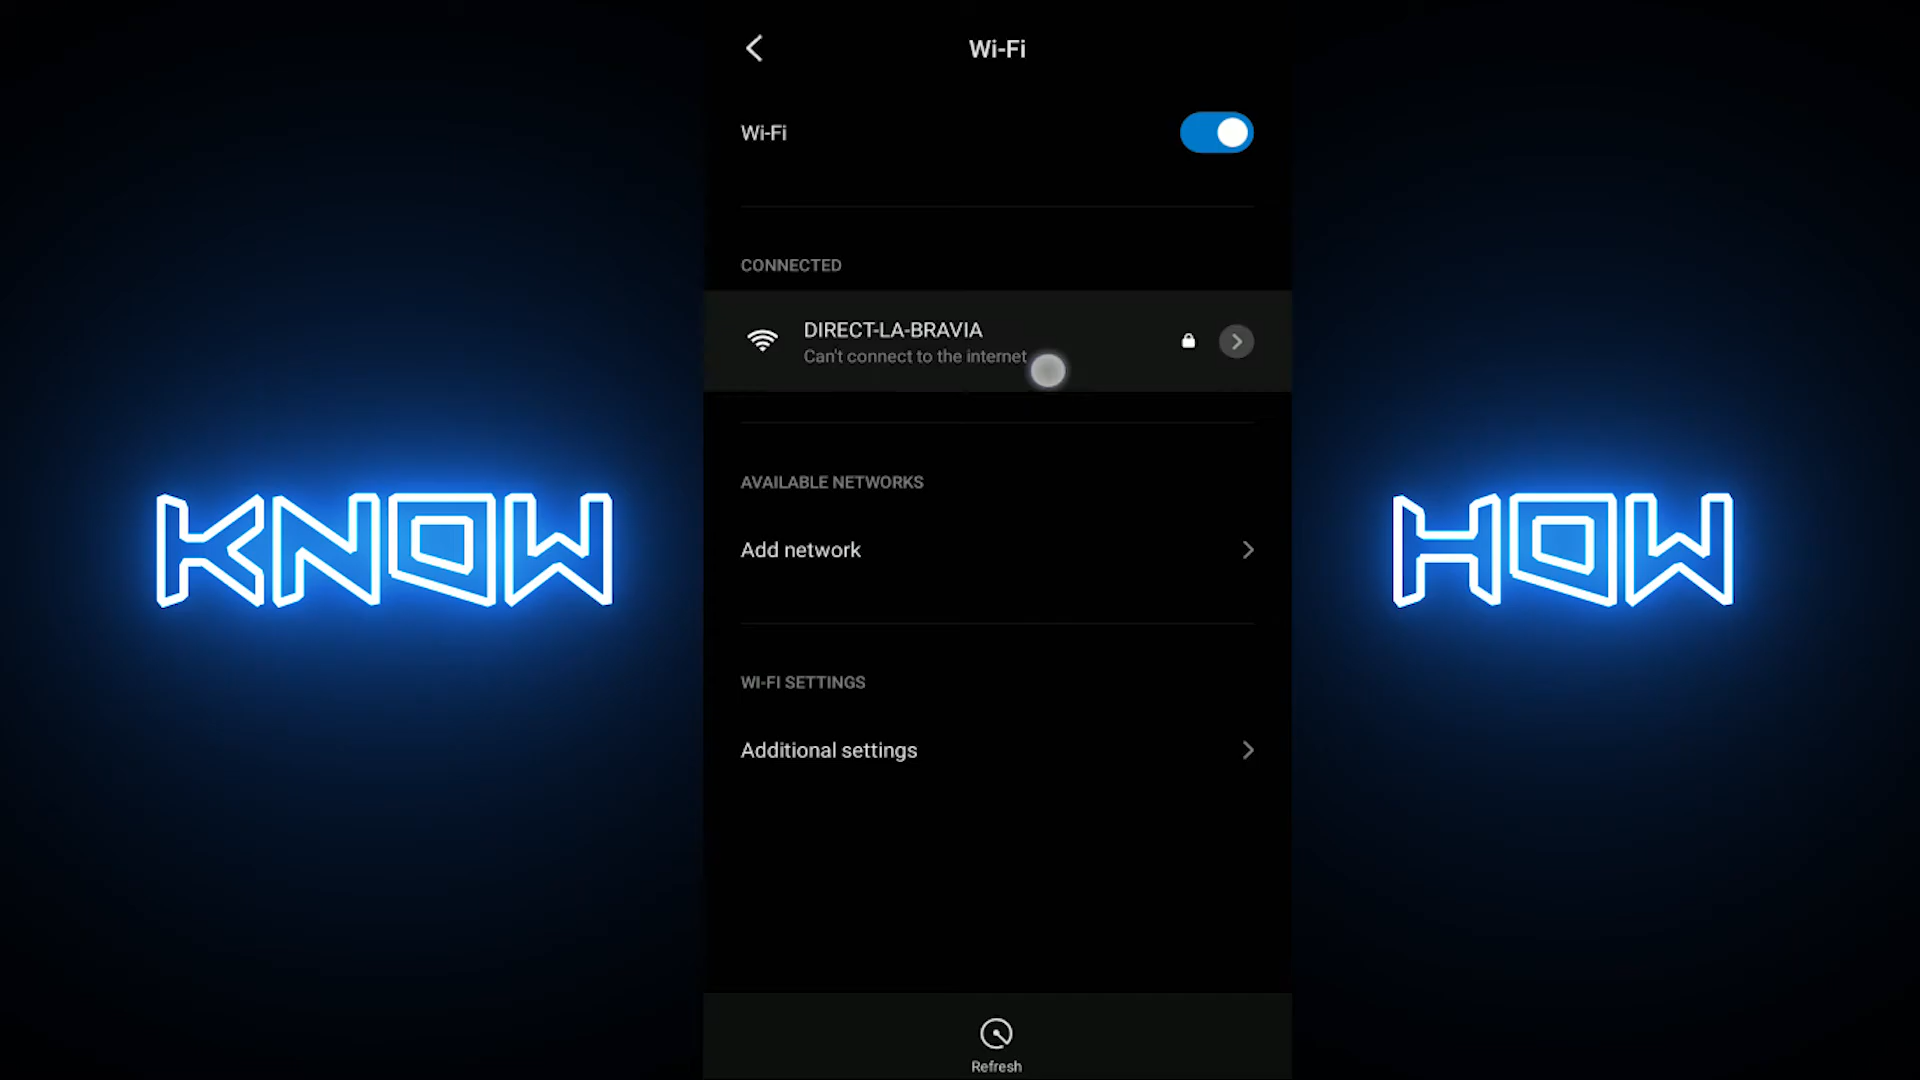 Wi-Fi
Wi-Fi
CONNECTED
DIRECT-LA-BRAVIA
Can't connect to the internet
AVAILABLE NETWORKS
Add network
KNOW
HOW
WI-FI SETTINGS
Additional settings
Refresh